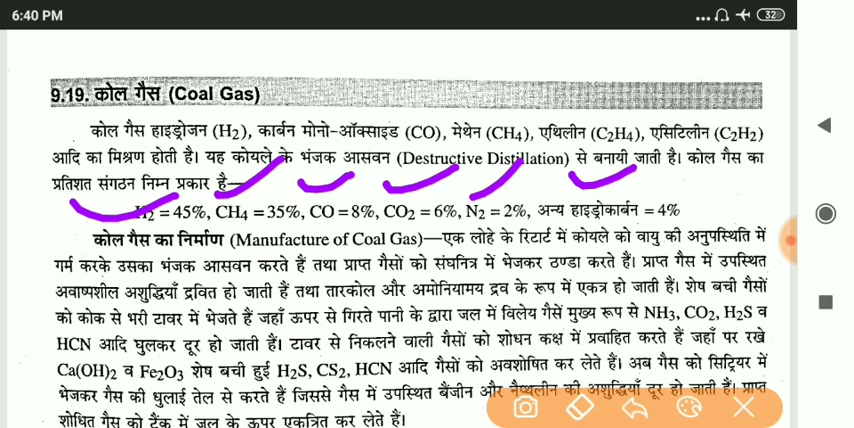 6:40 PM
32
9.19. कोल गैस (Coal Gas)
कोल गैस हाइड्रोजन (H2), कार्बन मोनो-ऑक्साइड (CO), मेथेन (CH4), एथिलीन (C2H4), एसिटिलीन (C2H2)
आदि का मिश्रण होती है। यह कोयले के भंजक आसवन (Destructive Distillation) से बनायी जाती है। कोल गैस का
प्रतिशत संगठन निम्न प्रकार है—
H2 = 45%, CH4 = 35%, CO = 8%, CO2 = 6%, N2 = 2%, अन्य हाइड्रोकार्बन = 4%
कोल गैस का निर्माण (Manufacture of Coal Gas)—एक लोहे के रिटार्ट में कोयले को वायु की अनुपस्थिति में
गर्म करके उसका भंजक आसवन करते हैं तथा प्राप्त गैसों को संघनित्र में भेजकर ठण्डा करते हैं। प्राप्त गैस में उपस्थित
अवाष्पशील अशुद्धियाँ द्रवित हो जाती हैं तथा तारकोल और अमोनियामय द्रव के रूप में एकत्र हो जाती हैं। शेष बची गैसों
को कोक से भरी टावर में भेजते हैं जहाँ ऊपर से गिरते पानी के द्वारा जल में विलेय गैसें मुख्य रूप से NH3, CO2, H2S व
HCN आदि घुलकर दूर हो जाती हैं। टावर से निकलने वाली गैसों को शोधन कक्ष में प्रवाहित करते हैं जहाँ पर रखे
Ca(OH)2 व Fe2O3 शेष बची हुई H2S, CS2, HCN आदि गैसों को अवशोषित कर लेते हैं। अब गैस को सिट्रियर में
भेजकर गैस की घुलाई तेल से करते हैं जिससे गैस में उपस्थित बैंजीन और नैफ्थलीन की अशुद्धियाँ दूर हो जाती हैं। प्राप्त
शोधित गैस को टैंक में जल के ऊपर एकत्रित कर लेते हैं।